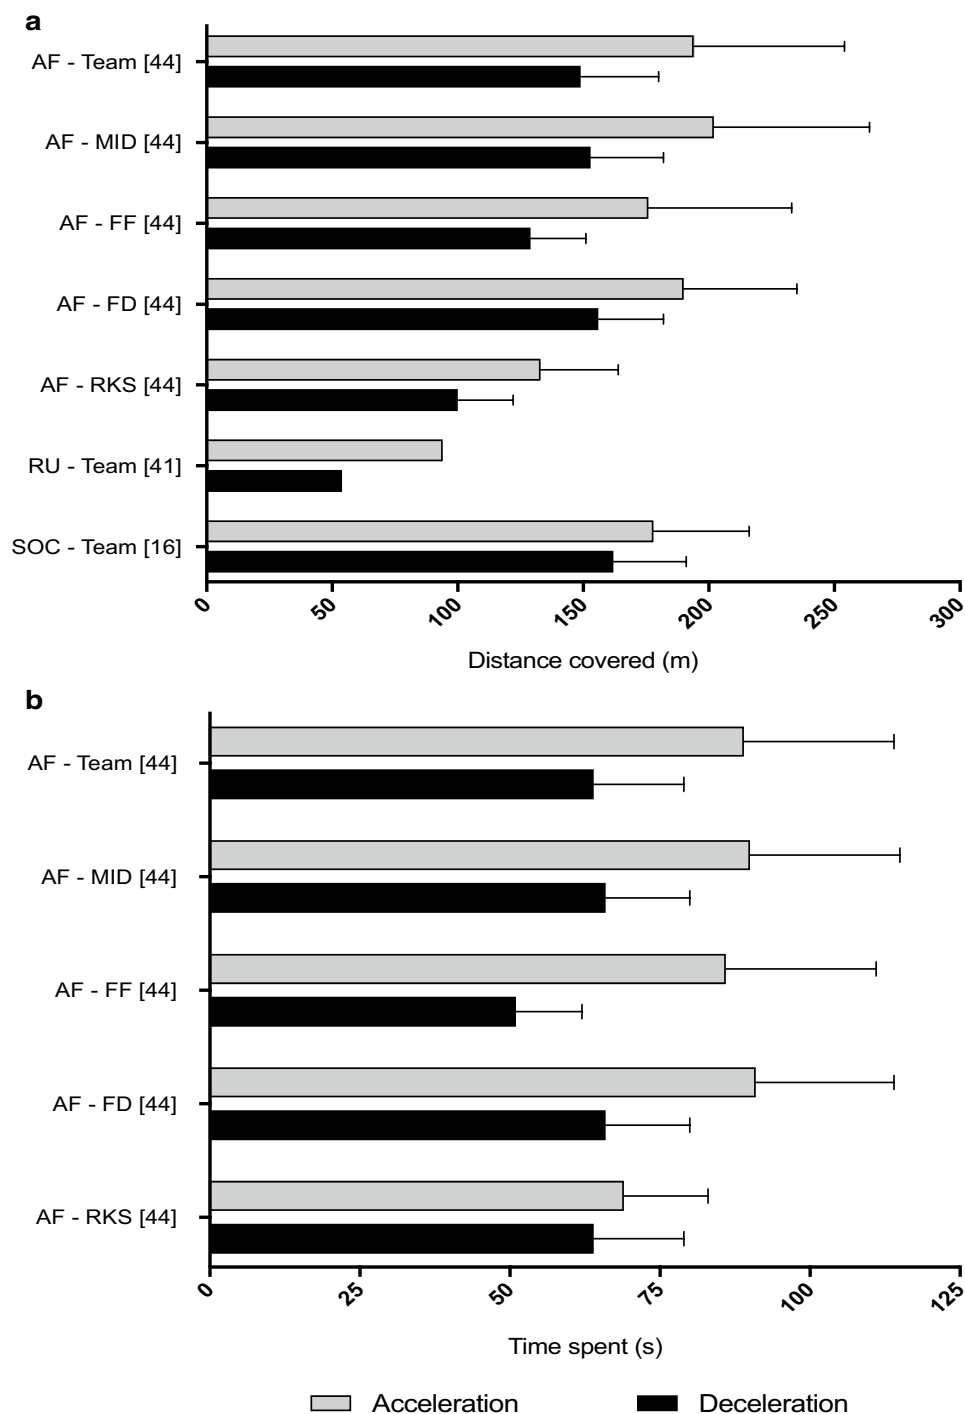 a
AF - Team [44]
AF - MID [44]
AF - FF [44]
AF - FD [44]
AF - RKS [44]
RU - Team [41]
SOC - Team [16]
0 50 100 150 200 250 300
Distance covered (m)
b
AF - Team [44]
AF - MID [44]
AF - FF [44]
AF - FD [44]
AF - RKS [44]
0 25 50 75 100 125
Time spent (s)
Acceleration Deceleration